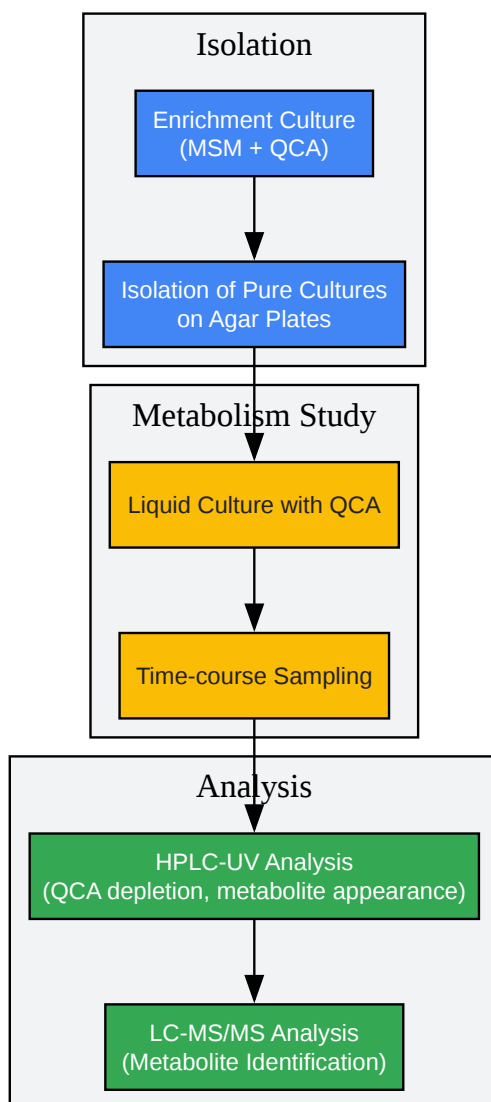 Isolation
Enrichment Culture
(MSM + QCA)
Isolation of Pure Cultures
on Agar Plates
Metabolism Study
Liquid Culture with QCA
Time-course Sampling
Analysis
HPLC-UV Analysis
(QCA depletion, metabolite appearance)
LC-MS/MS Analysis
(Metabolite Identification)